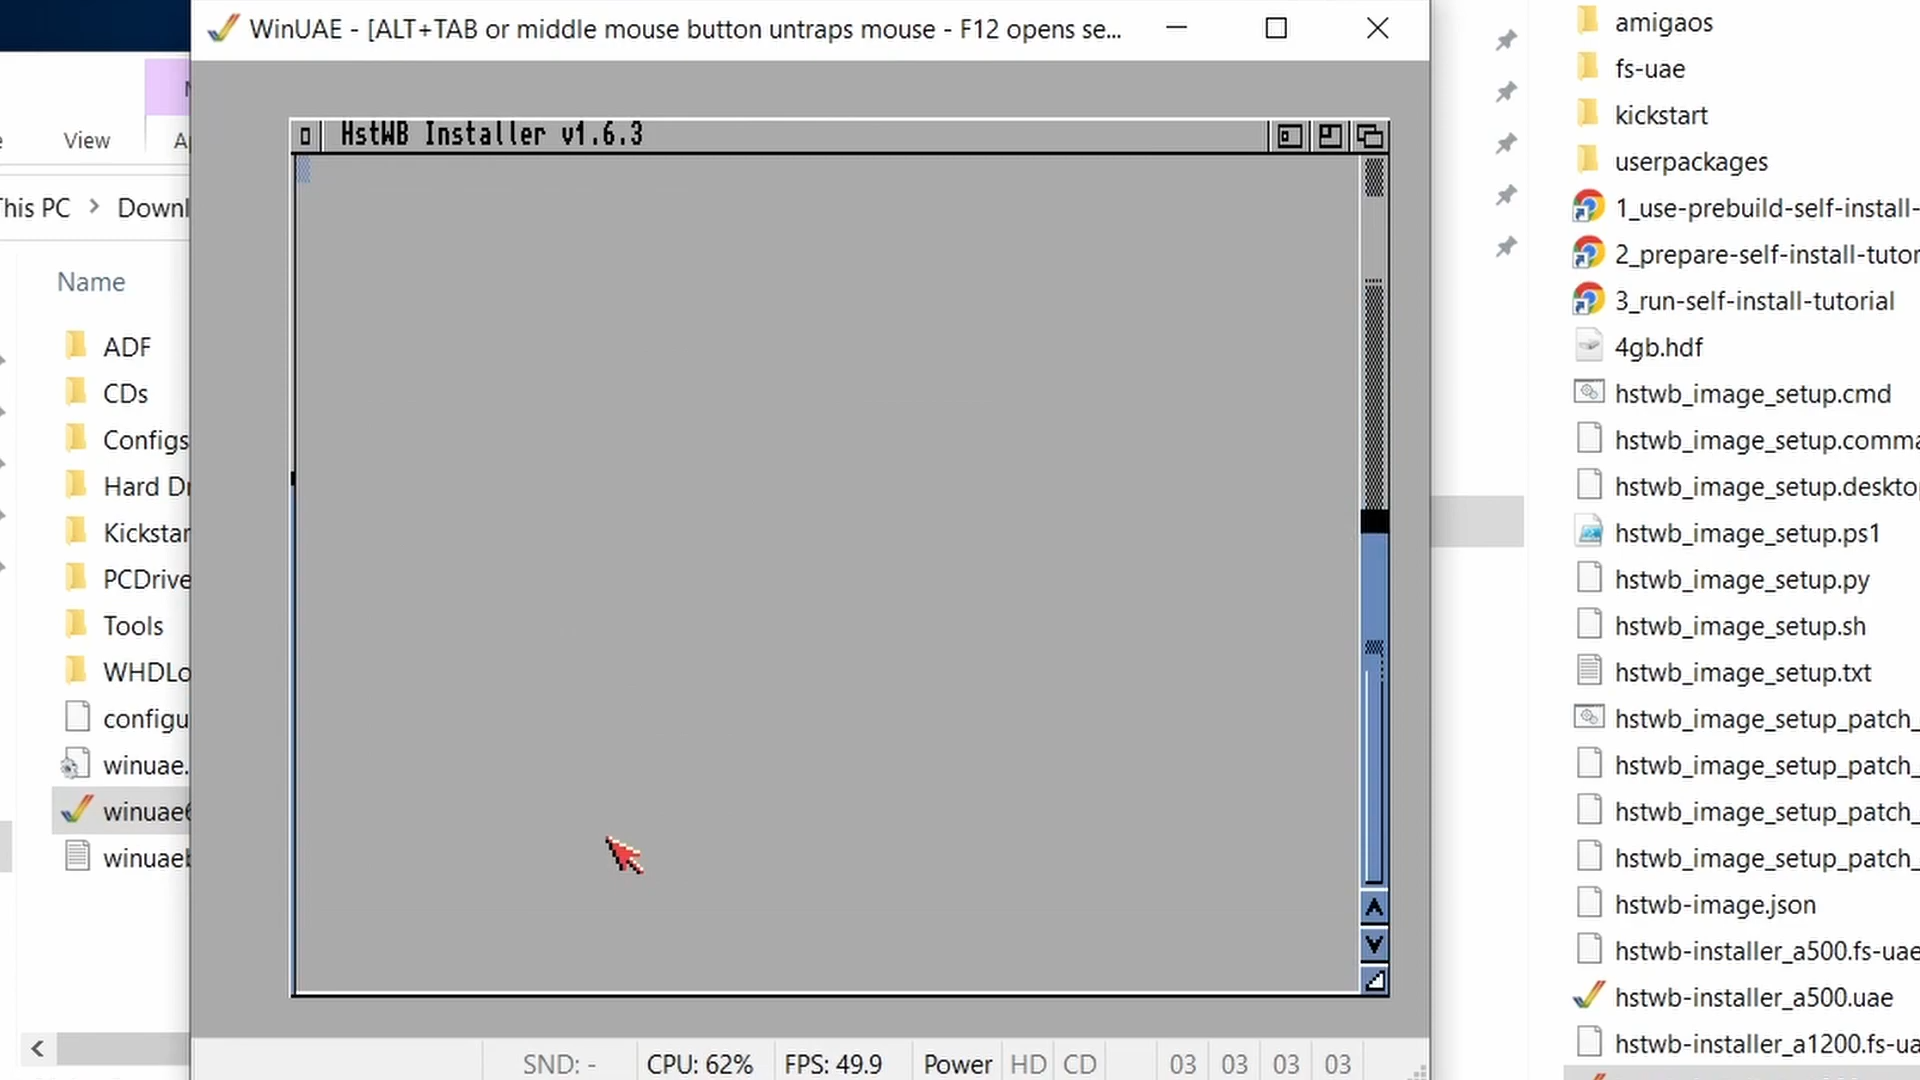 WinUAE - [ALT+TAB or middle mouse button untraps mouse - F12 opens se...
View
This PC > Downl
Name
ADF
CDs
Configs
Hard Dr
Kickstar
PCDrive
Tools
WHDLo
configu
winuae.
winuae6
winuaeb
HstWB Installer v1.6.3
SND: -
CPU: 62%
FPS: 49.9
Power
HD
CD
03
03
03
03
amigaos
fs-uae
kickstart
userpackages
1_use-prebuild-self-install-
2_prepare-self-install-tutor
3_run-self-install-tutorial
4gb.hdf
hstwb_image_setup.cmd
hstwb_image_setup.comma
hstwb_image_setup.deskto
hstwb_image_setup.ps1
hstwb_image_setup.py
hstwb_image_setup.sh
hstwb_image_setup.txt
hstwb_image_setup_patch_
hstwb_image_setup_patch_
hstwb_image_setup_patch_
hstwb_image_setup_patch_
hstwb-image.json
hstwb-installer_a500.fs-uae
hstwb-installer_a500.uae
hstwb-installer_a1200.fs-ua